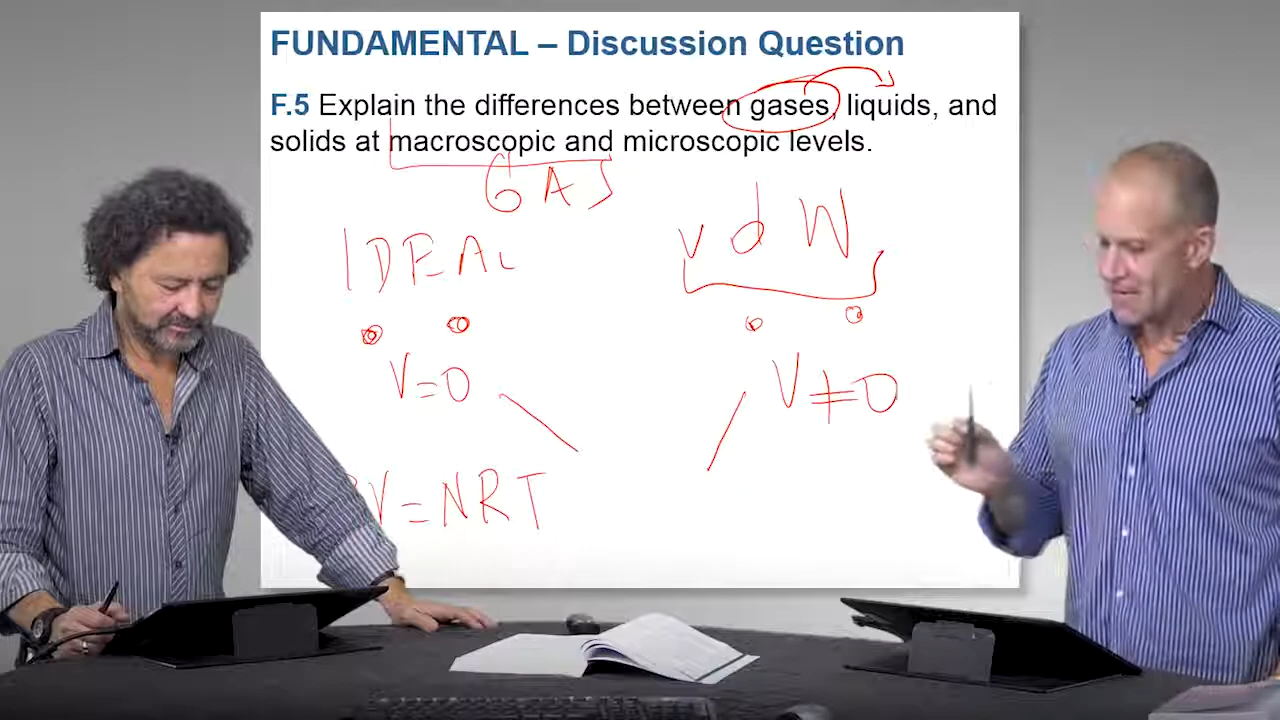 FUNDAMENTAL – Discussion Question
F.5 Explain the differences between gases, liquids, and
solids at macroscopic and microscopic levels.
GAS
IDEAL
vdW
V=0
V≠0
PV=NRT